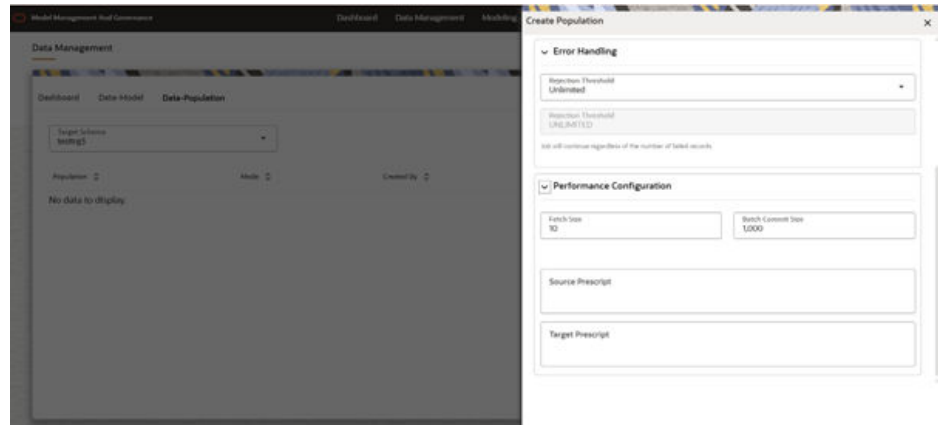 Model Management And Governance
Dashboard Data Management Modeling
Data Management
Dashboard Data-Model Data-Population
Target Schema
testing5
Population Mode Created By
No data to display.
Create Population
Error Handling
Rejection Threshold
Unlimited
Rejection Threshold
UNLIMITED
Job will continue regardless of the number of failed records
Performance Configuration
Fetch Size Batch Commit Size
10 1,000
Source Prescript
Target Prescript